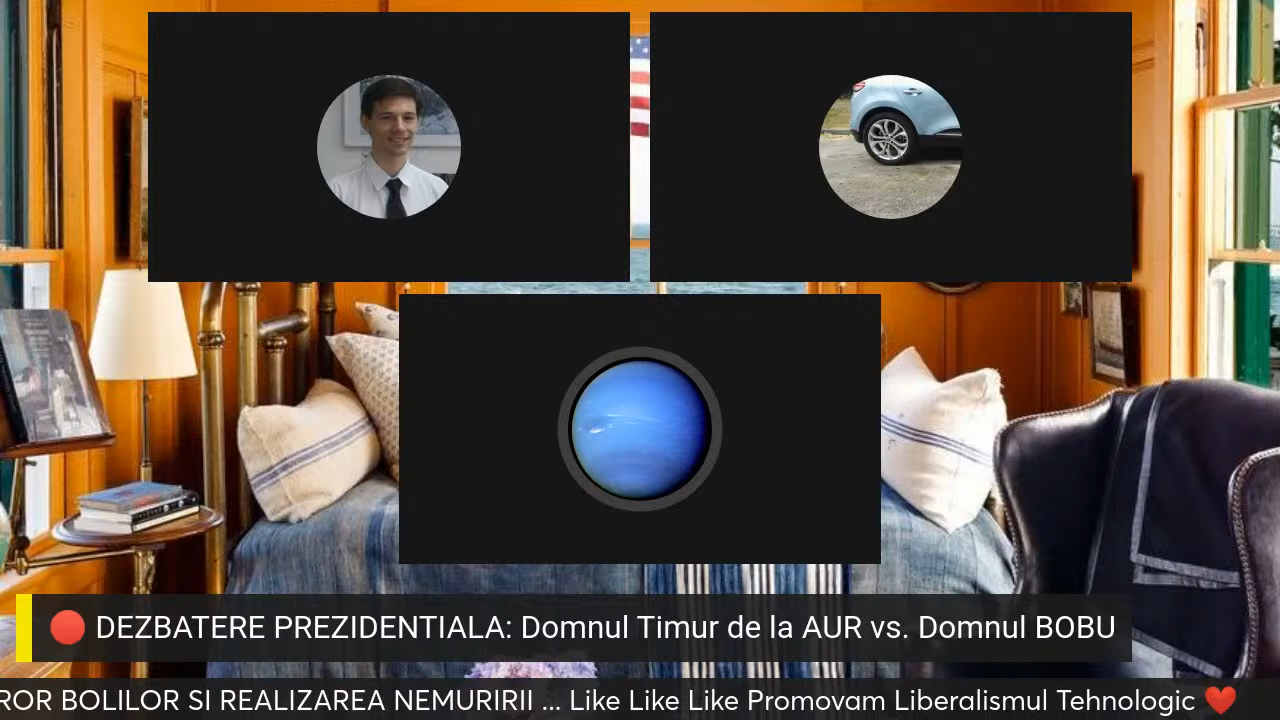 🔴 DEZBATERE PREZIDENTIALA: Domnul Timur de la AUR vs. Domnul BOBU
ROR BOLILOR SI REALIZAREA NEMURIRII ... Like Like Like Promovam Liberalismul Tehnologic ❤️